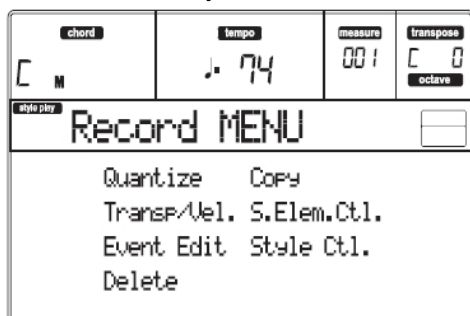 chord tempo measure transpose
C M ♩. 74 001 [ 0
octave
style play Record MENU
Quantize Copy
Transp/Vel. S.Elem.Ctl.
Event Edit Style Ctl.
Delete